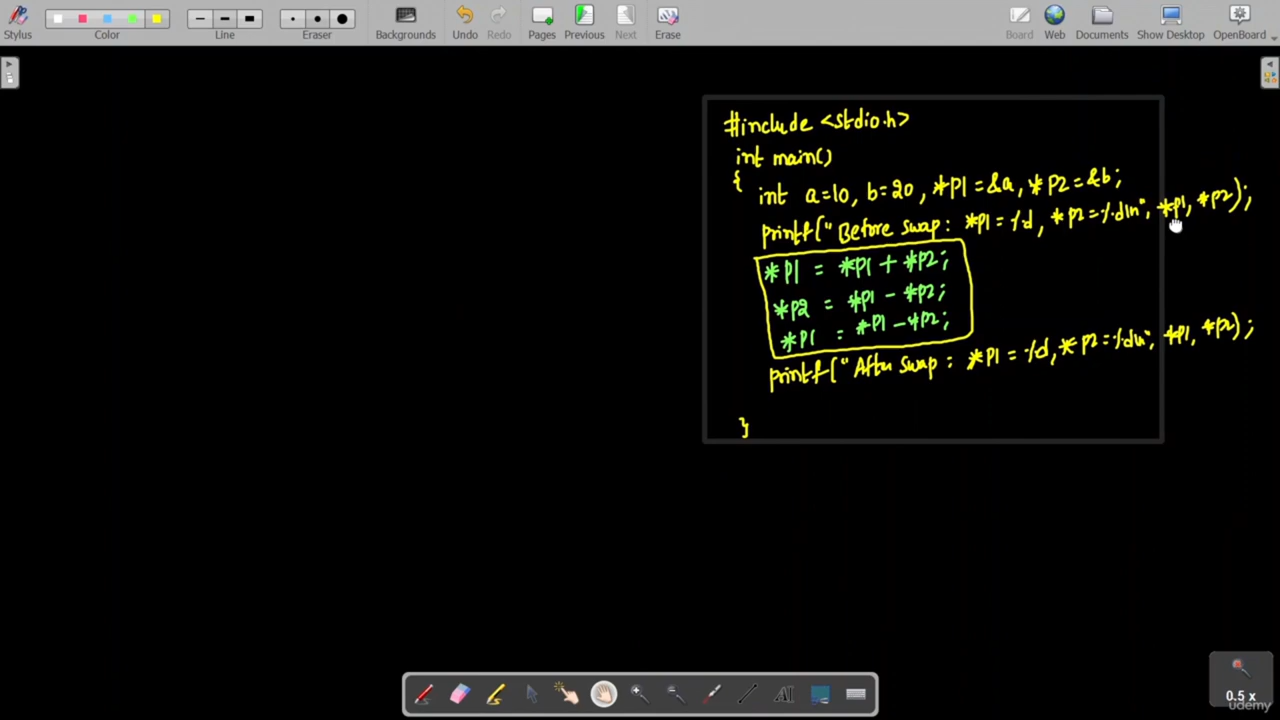 Stylus Color Line Eraser Backgrounds Undo Redo Pages Previous Next Erase Board Web Documents Show Desktop OpenBoard
#include <stdio.h>
int main()
{
int a=10, b=20, *p1=&a, *p2=&b;
printf("Before swap: *p1=%d, *p2=%d\n", *p1, *p2);
*p1 = *p1 + *p2;
*p2 = *p1 - *p2;
*p1 = *p1 - *p2;
printf("After swap: *p1=%d, *p2=%d\n", *p1, *p2);
}
0.5 x
udemy